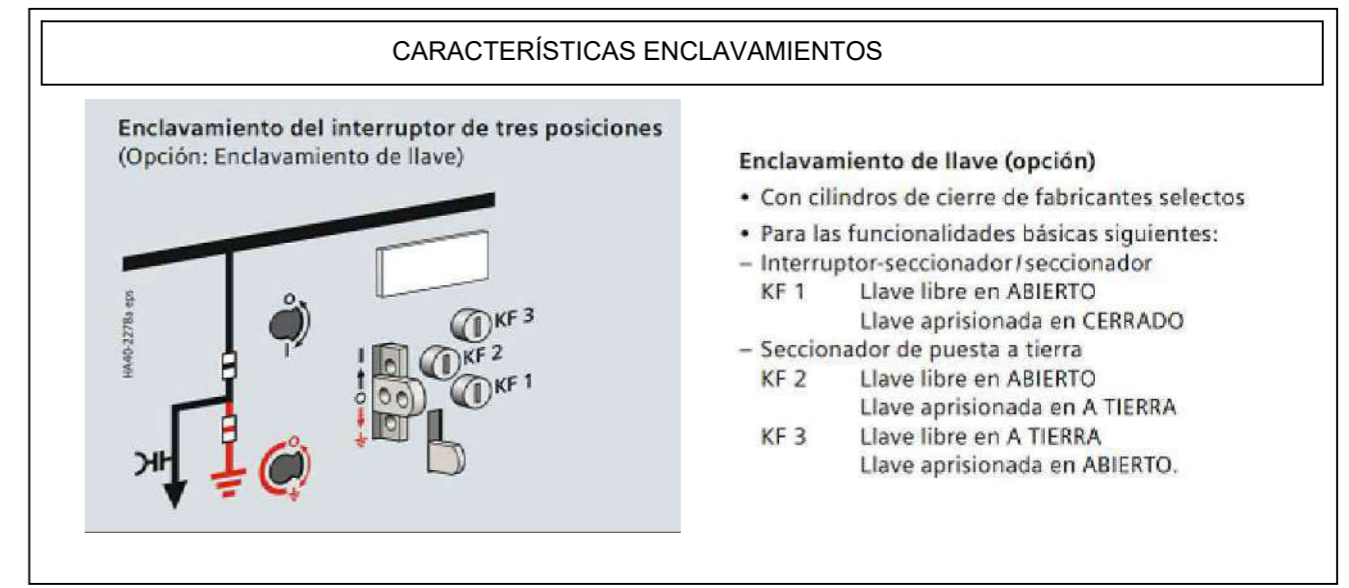 CARACTERÍSTICAS ENCLAVAMIENTOS
Enclavamiento del interruptor de tres posiciones
(Opción: Enclavamiento de llave)
HA40-2278a eps
O
I
KF 3
KF 2
KF 1
I
O
O
Enclavamiento de llave (opción)
• Con cilindros de cierre de fabricantes selectos
• Para las funcionalidades básicas siguientes:
– Interruptor-seccionador/seccionador
KF 1 Llave libre en ABIERTO
Llave aprisionada en CERRADO
– Seccionador de puesta a tierra
KF 2 Llave libre en ABIERTO
Llave aprisionada en A TIERRA
KF 3 Llave libre en A TIERRA
Llave aprisionada en ABIERTO.